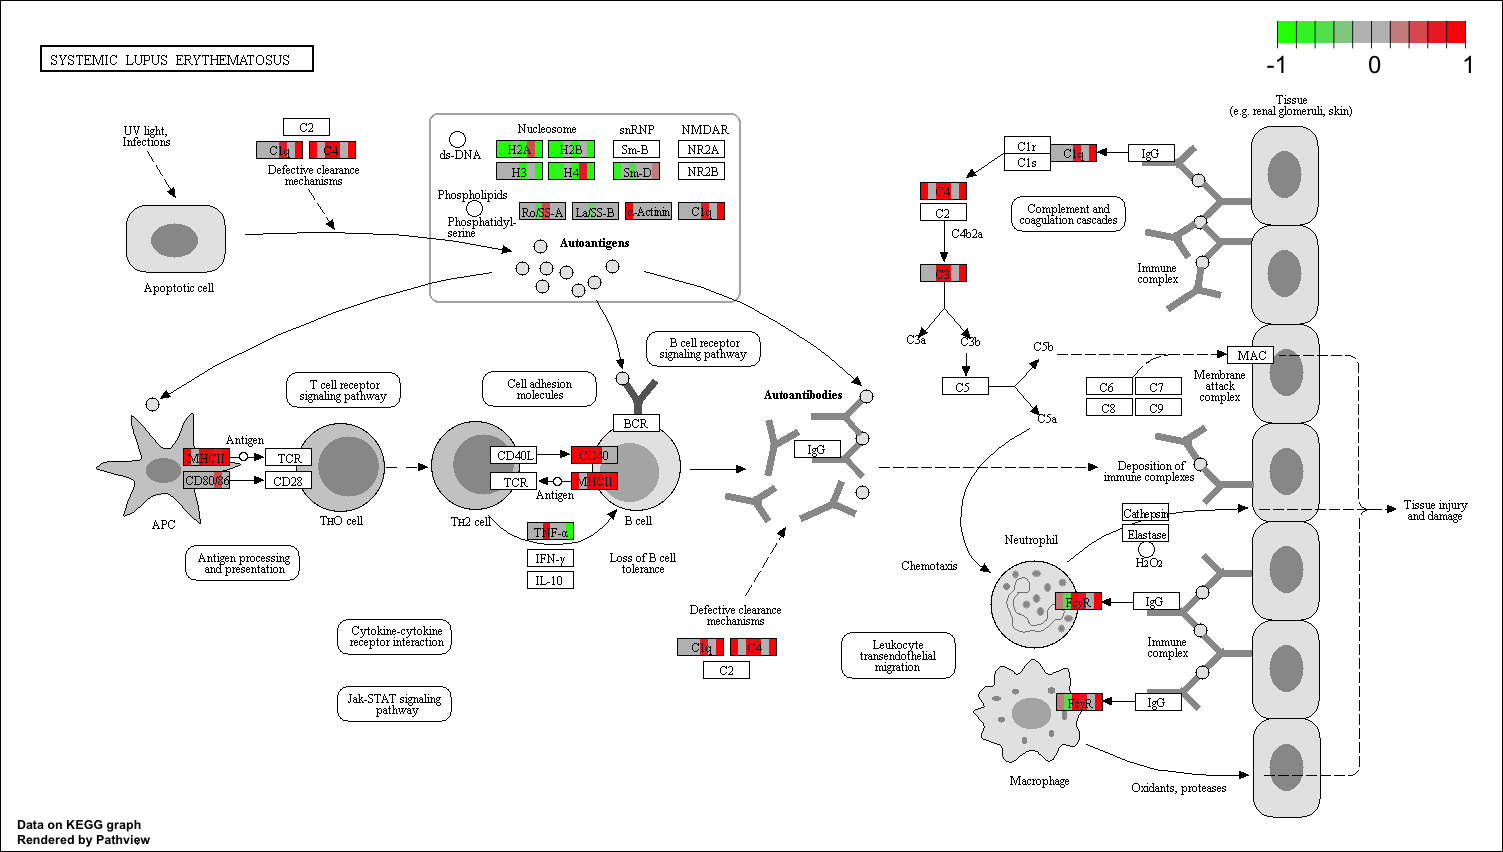 SYSTEMIC LUPUS ERYTHEMATOSUS
-1 0 1
UV light,
Infections
C2
C1q C4
Defective clearance
mechanisms
Apoptotic cell
ds-DNA
Nucleosome
snRNP
NMDAR
H2A H2B Sm-B NR2A
H3 H4 Sm-D NR2B
Phospholipids
Phosphatidyl-
serine
Ro/SS-A La/SS-B α-Actinin C1q
Autoantigens
C1r
C1s
C1q
IgG
Tissue
(e.g. renal glomeruli, skin)
C4
C2
C4b2a
Complement and
coagulation cascades
Immune
complex
C3
C3a
C3b
C5
C5b
C5a
C6 C7
C8 C9
MAC
Membrane
attack
complex
B cell receptor
signaling pathway
T cell receptor
signaling pathway
Cell adhesion
molecules
Autoantibodies
BCR
IgG
Antigen
MHCII
TCR
CD80/86
CD28
APC
TH0 cell
CD40L
CD40
TCR
MHCII
Antigen
TH2 cell
B cell
TNF-α
IFN-γ
IL-10
Loss of B cell
tolerance
Antigen processing
and presentation
Deposition of
immune complexes
Cathepsin
Elastase
H2O2
Tissue injury
and damage
Neutrophil
Chemotaxis
FcγR
IgG
Immune
complex
Defective clearance
mechanisms
C1q C4
C2
Cytokine-cytokine
receptor interaction
Leukocyte
transendothelial
migration
Jak-STAT signaling
pathway
FcγR
IgG
Macrophage
Oxidants, proteases
Data on KEGG graph
Rendered by Pathview